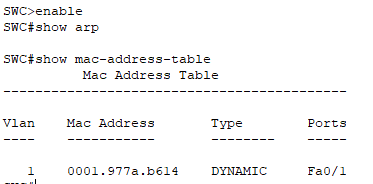 SWC>enable
SWC#show arp
SWC#show mac-address-table
Mac Address Table
-------------------------------------------
Vlan Mac Address Type Ports
---- ----------- -------- -----
1 0001.977a.b614 DYNAMIC Fa0/1